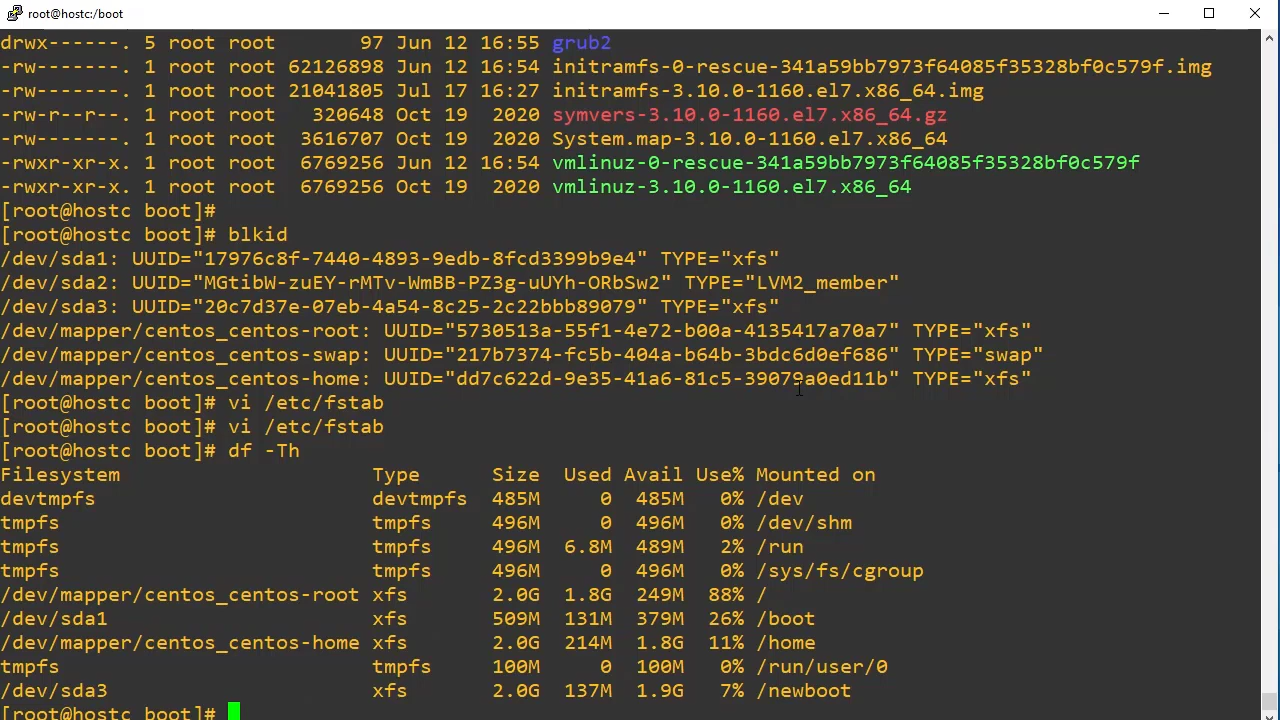 root@hostc:/boot
drwx------. 5 root root       97 Jun 12 16:55 grub2
-rw-------. 1 root root 62126898 Jun 12 16:54 initramfs-0-rescue-341a59bb7973f64085f35328bf0c579f.img
-rw-------. 1 root root 21041805 Jul 17 16:27 initramfs-3.10.0-1160.el7.x86_64.img
-rw-r--r--. 1 root root   320648 Oct 19  2020 symvers-3.10.0-1160.el7.x86_64.gz
-rw-------. 1 root root  3616707 Oct 19  2020 System.map-3.10.0-1160.el7.x86_64
-rwxr-xr-x. 1 root root  6769256 Jun 12 16:54 vmlinuz-0-rescue-341a59bb7973f64085f35328bf0c579f
-rwxr-xr-x. 1 root root  6769256 Oct 19  2020 vmlinuz-3.10.0-1160.el7.x86_64
[root@hostc boot]#
[root@hostc boot]# blkid
/dev/sda1: UUID="17976c8f-7440-4893-9edb-8fcd3399b9e4" TYPE="xfs"
/dev/sda2: UUID="MGtibW-zuEY-rMTv-WmBB-PZ3g-uUYh-ORbSw2" TYPE="LVM2_member"
/dev/sda3: UUID="20c7d37e-07eb-4a54-8c25-2c22bbb89079" TYPE="xfs"
/dev/mapper/centos_centos-root: UUID="5730513a-55f1-4e72-b00a-4135417a70a7" TYPE="xfs"
/dev/mapper/centos_centos-swap: UUID="217b7374-fc5b-404a-b64b-3bdc6d0ef686" TYPE="swap"
/dev/mapper/centos_centos-home: UUID="dd7c622d-9e35-41a6-81c5-39079a0ed11b" TYPE="xfs"
[root@hostc boot]# vi /etc/fstab
[root@hostc boot]# vi /etc/fstab
[root@hostc boot]# df -Th
Filesystem                     Type      Size  Used Avail Use% Mounted on
devtmpfs                       devtmpfs  485M     0  485M   0% /dev
tmpfs                          tmpfs     496M     0  496M   0% /dev/shm
tmpfs                          tmpfs     496M  6.8M  489M   2% /run
tmpfs                          tmpfs     496M     0  496M   0% /sys/fs/cgroup
/dev/mapper/centos_centos-root xfs       2.0G  1.8G  249M  88% /
/dev/sda1                      xfs       509M  131M  379M  26% /boot
/dev/mapper/centos_centos-home xfs       2.0G  214M  1.8G  11% /home
tmpfs                          tmpfs     100M     0  100M   0% /run/user/0
/dev/sda3                      xfs       2.0G  137M  1.9G   7% /newboot
[root@hostc boot]#